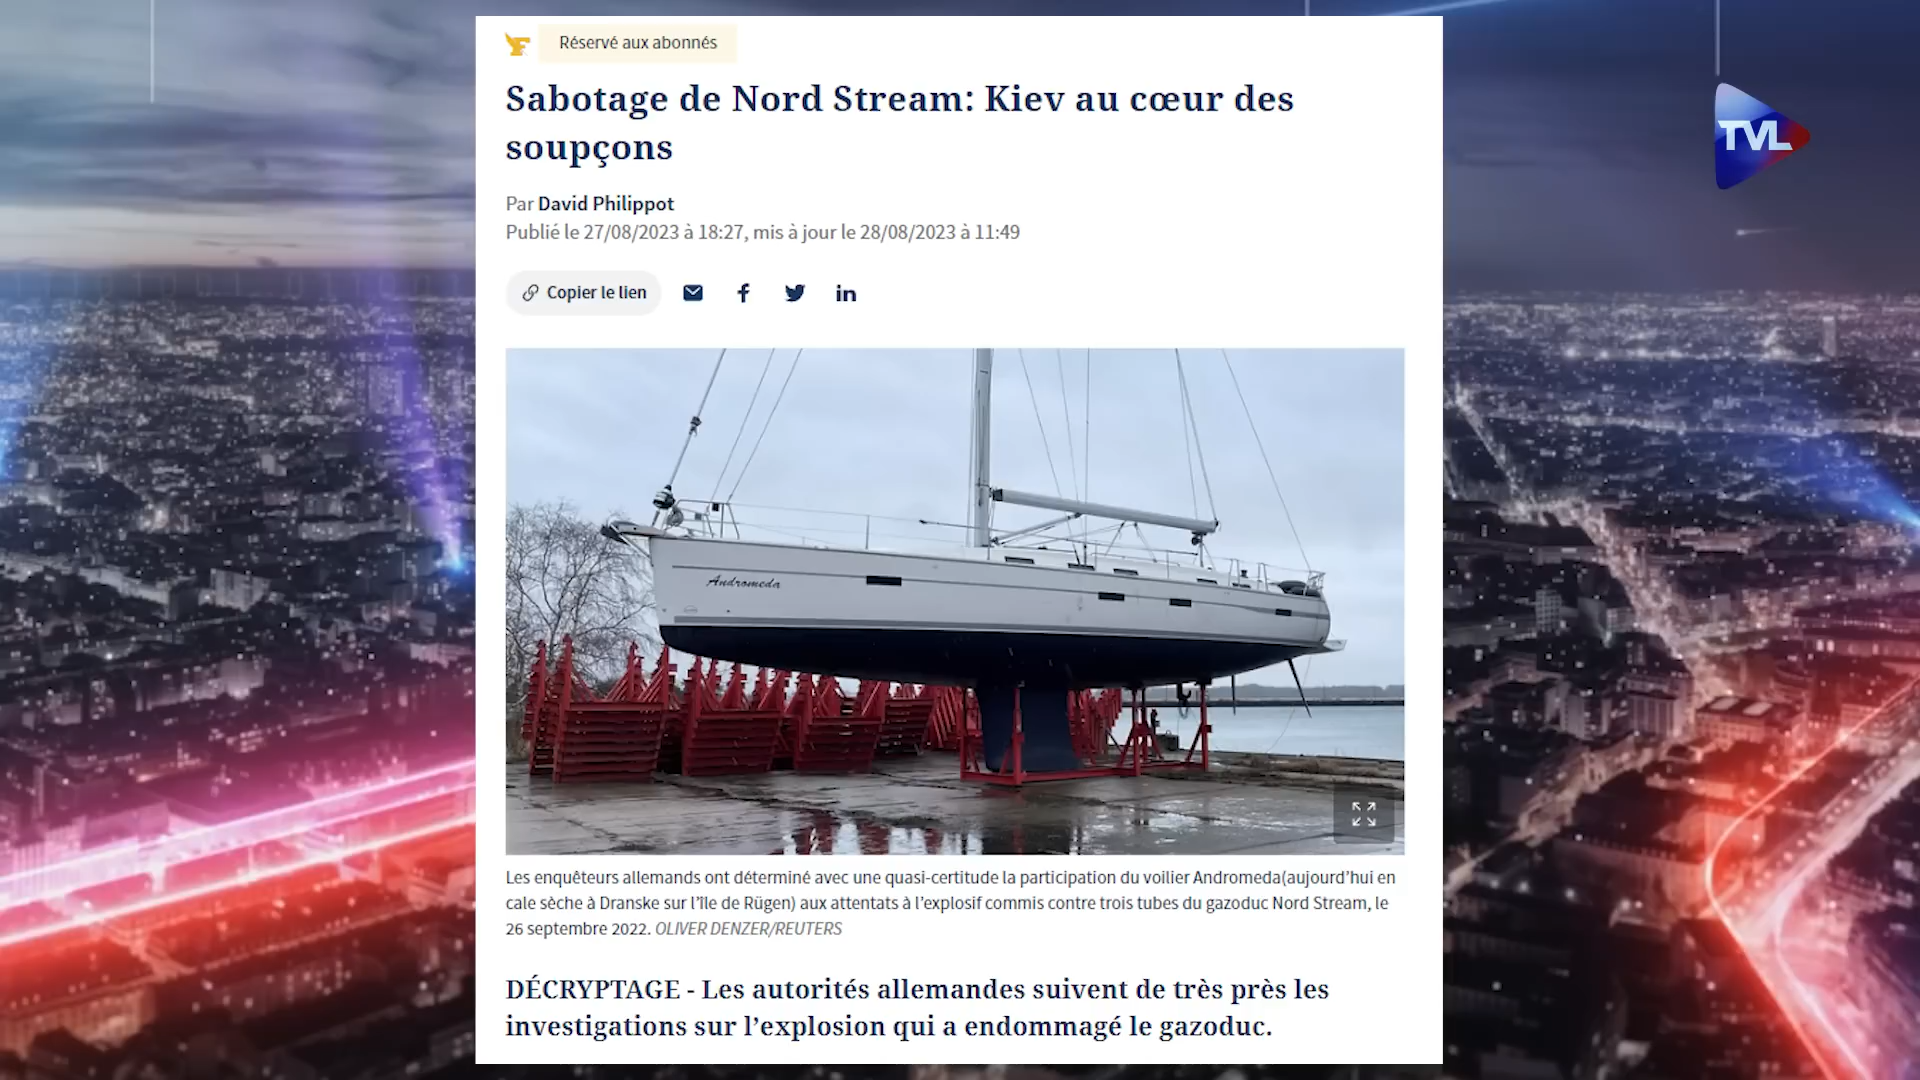 Réservé aux abonnés
TVL
Sabotage de Nord Stream: Kiev au cœur des
soupçons
Par David Philippot
Publié le 27/08/2023 à 18:27, mis à jour le 28/08/2023 à 11:49
Copier le lien
Andromeda
Les enquêteurs allemands ont déterminé avec une quasi-certitude la participation du voilier Andromeda(aujourd’hui en
cale sèche à Dranske sur l’île de Rügen) aux attentats à l’explosif commis contre trois tubes du gazoduc Nord Stream, le
26 septembre 2022. OLIVER DENZER/REUTERS
DÉCRYPTAGE - Les autorités allemandes suivent de très près les
investigations sur l’explosion qui a endommagé le gazoduc.